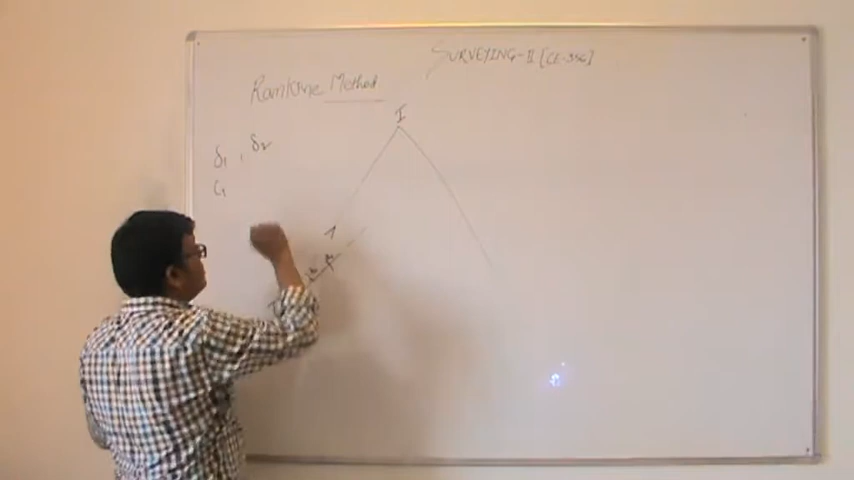 SURVEYING-II [CE-356]
Rankine Method
I
δ₁, δ₂
C₁